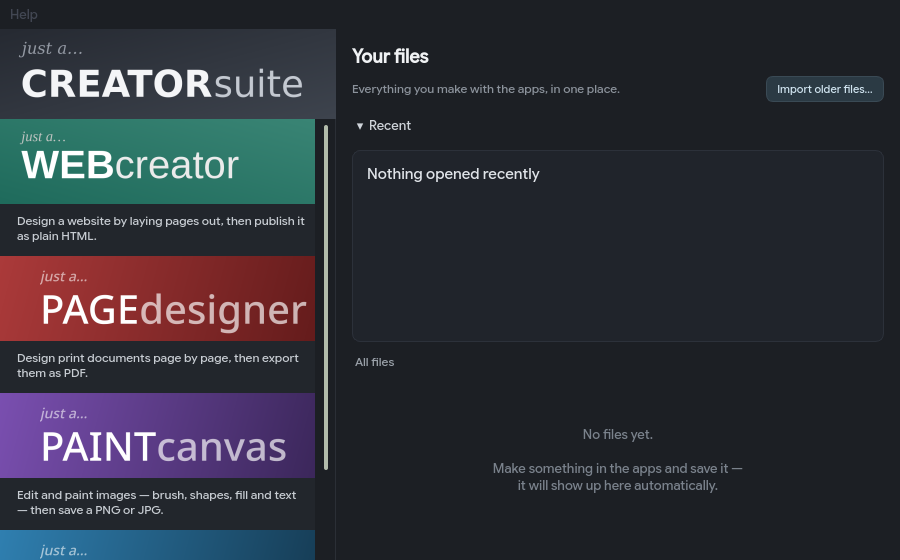 Help
just a...
CREATORsuite
just a...
WEBcreator
Design a website by laying pages out, then publish it
as plain HTML.
just a...
PAGEdesigner
Design print documents page by page, then export
them as PDF.
just a...
PAINTcanvas
Edit and paint images — brush, shapes, fill and text
— then save a PNG or JPG.
just a...
Your files
Everything you make with the apps, in one place.
Import older files...
▼ Recent
Nothing opened recently
All files
No files yet.
Make something in the apps and save it —
it will show up here automatically.